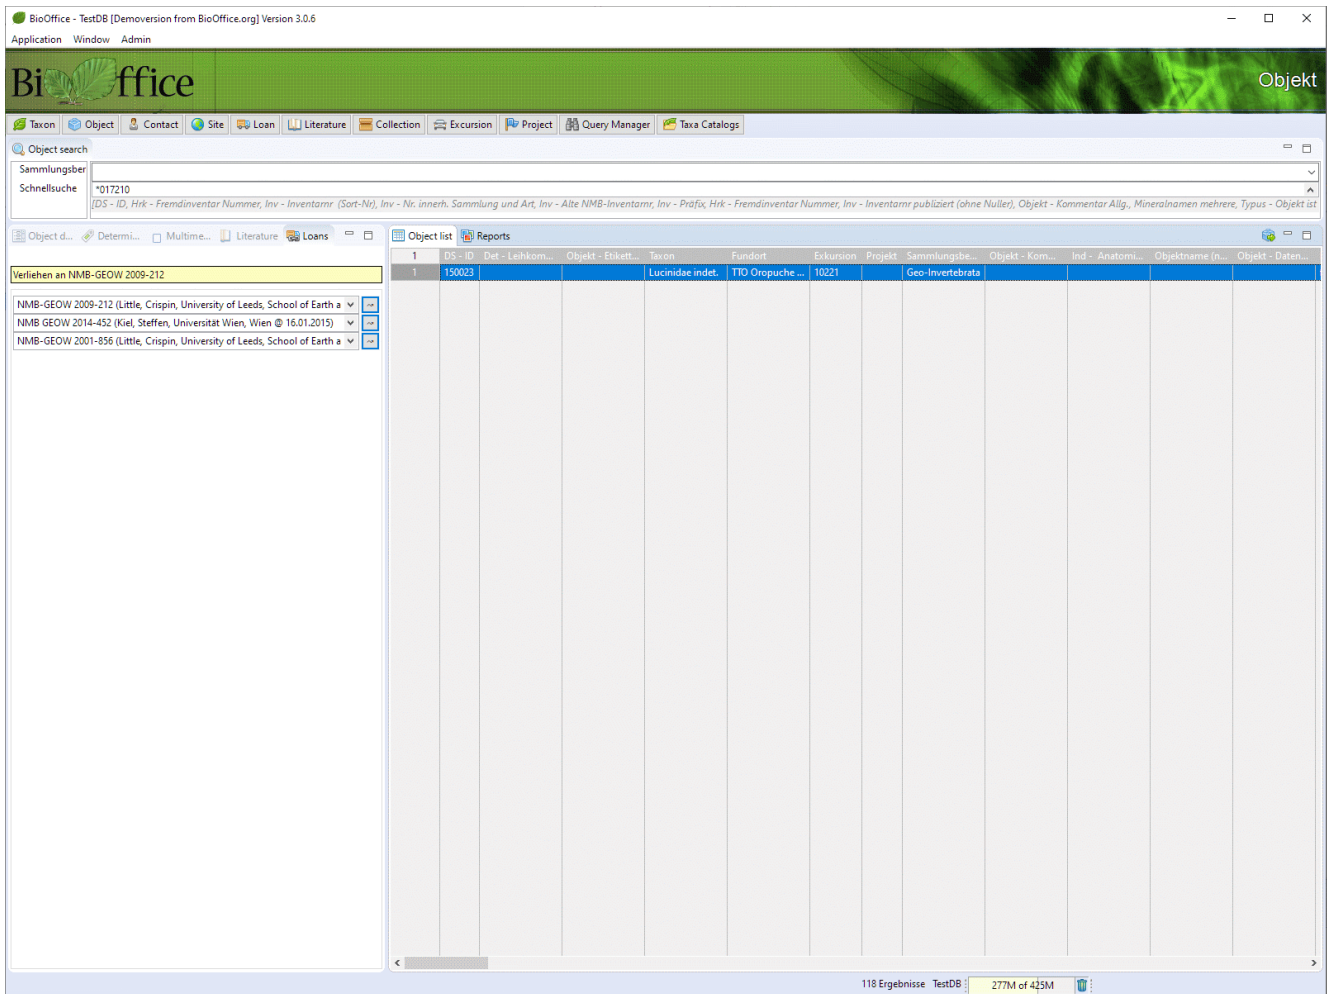 BioOffice - TestDB [Demoversion from BioOffice.org] Version 3.0.6
Application Window Admin
BioOffice
Objekt
Taxon Object Contact Site Loan Literature Collection Excursion Project Query Manager Taxa Catalogs
Object search
Sammlungsber
Schnellsuche *017210
[DS - ID, Hrk - Fremdinventar Nummer, Inv - Inventarnr (Sort-Nr), Inv - Nr. innerh. Sammlung und Art, Inv - Alte NMB-Inventarnr, Inv - Präfix, Hrk - Fremdinventar Nummer, Inv - Inventarnr publiziert (ohne Nuller), Objekt - Kommentar Allg., Mineralnamen mehrere, Typus - Objekt ist
Object d... Determi... Multime... Literature Loans
Verliehen an NMB-GEOW 2009-212
NMB-GEOW 2009-212 (Little, Crispin, University of Leeds, School of Earth a
NMB GEOW 2014-452 (Kiel, Steffen, Universität Wien, Wien @ 16.01.2015)
NMB-GEOW 2001-856 (Little, Crispin, University of Leeds, School of Earth a
Object list Reports
1 DS - ID Det - Leihkom... Objekt - Etikett... Taxon Fundort Exkursion Projekt Sammlungsbe... Objekt - Kom... Ind - Anatomi... Objektname (n... Objekt - Daten...
1 150023 Lucinidae indet. TTO Oropuche ... 10221 Geo-Invertebrata
118 Ergebnisse TestDB 277M of 425M